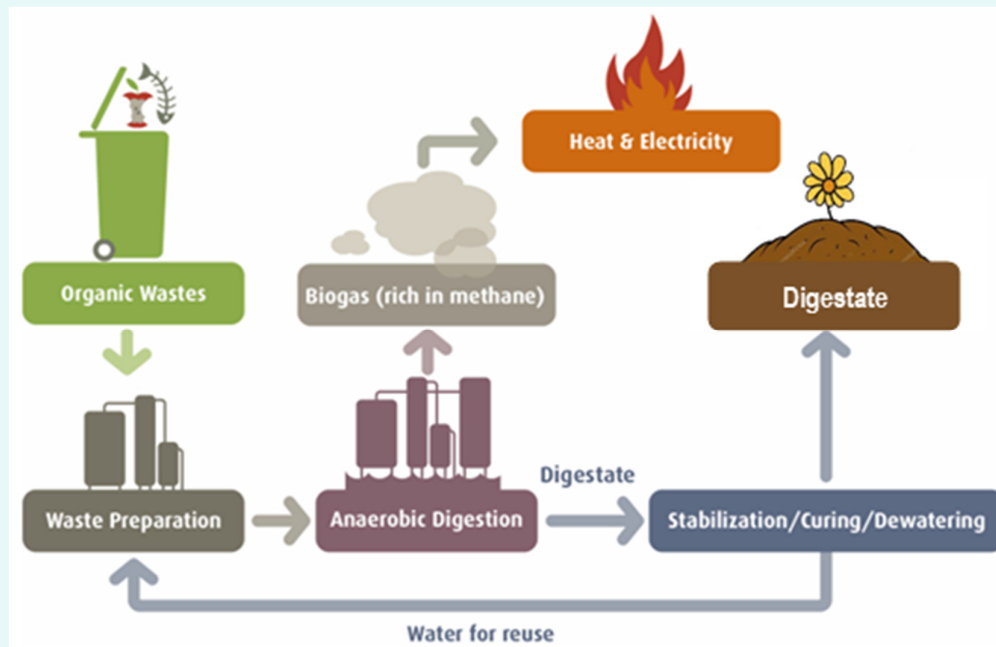 Heat & Electricity
Organic Wastes
Biogas (rich in methane)
Digestate
Digestate
Waste Preparation
Anaerobic Digestion
Stabilization/Curing/Dewatering
Water for reuse